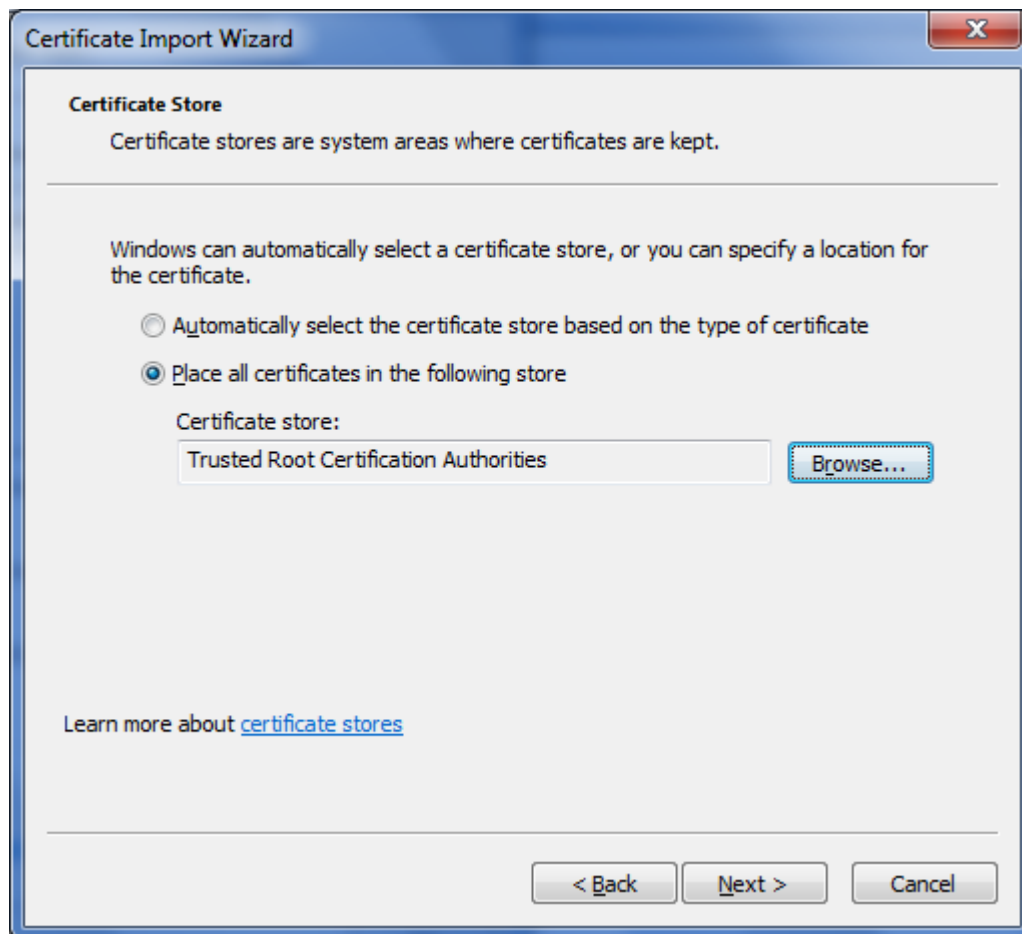 Certificate Import Wizard
Certificate Store
Certificate stores are system areas where certificates are kept.
Windows can automatically select a certificate store, or you can specify a location for
the certificate.
Automatically select the certificate store based on the type of certificate
Place all certificates in the following store
Certificate store:
Trusted Root Certification Authorities
Browse...
Learn more about certificate stores
< Back
Next >
Cancel